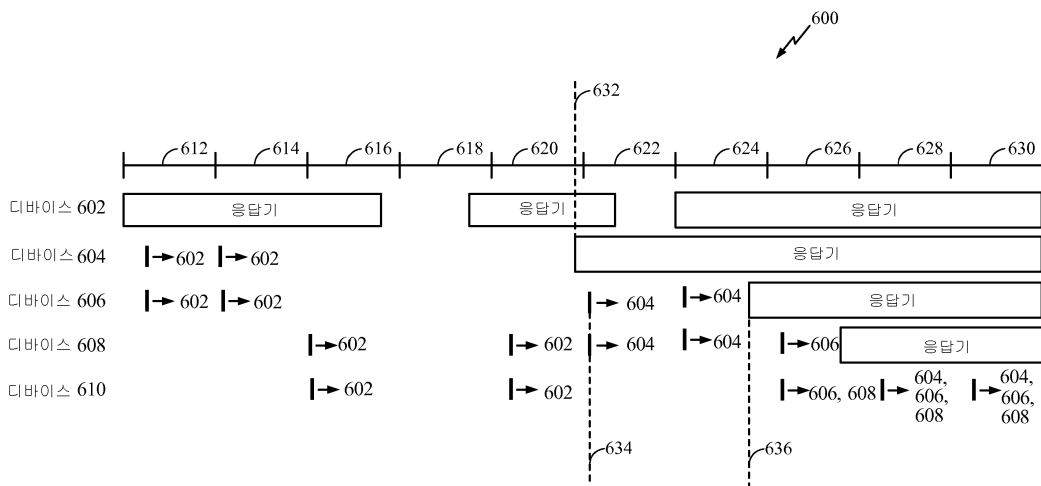 600
632
612 614 616 618 620 622 624 626 628 630
디바이스 602 응답기 응답기 응답기
디바이스 604 602 602 응답기
디바이스 606 602 602 604 604 응답기
디바이스 608 602 602 604 604 606 응답기
디바이스 610 602 602 606, 608 604, 606, 608 604, 606, 608
634 636